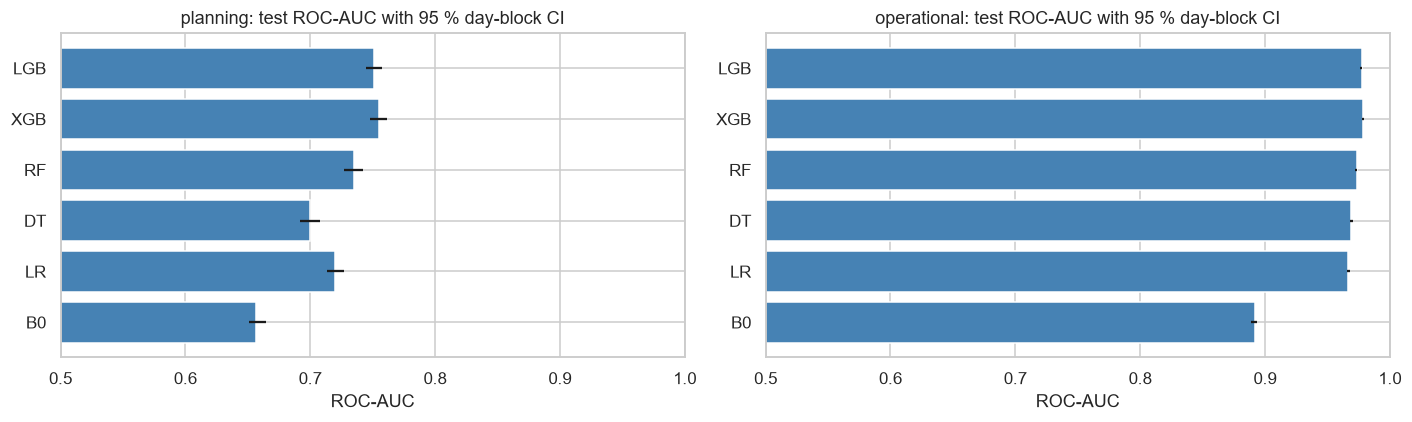 planning: test ROC-AUC with 95 % day-block CI
LGB
XGB
RF
DT
LR
B0
0.5 0.6 0.7 0.8 0.9 1.0
ROC-AUC
operational: test ROC-AUC with 95 % day-block CI
LGB
XGB
RF
DT
LR
B0
0.5 0.6 0.7 0.8 0.9 1.0
ROC-AUC